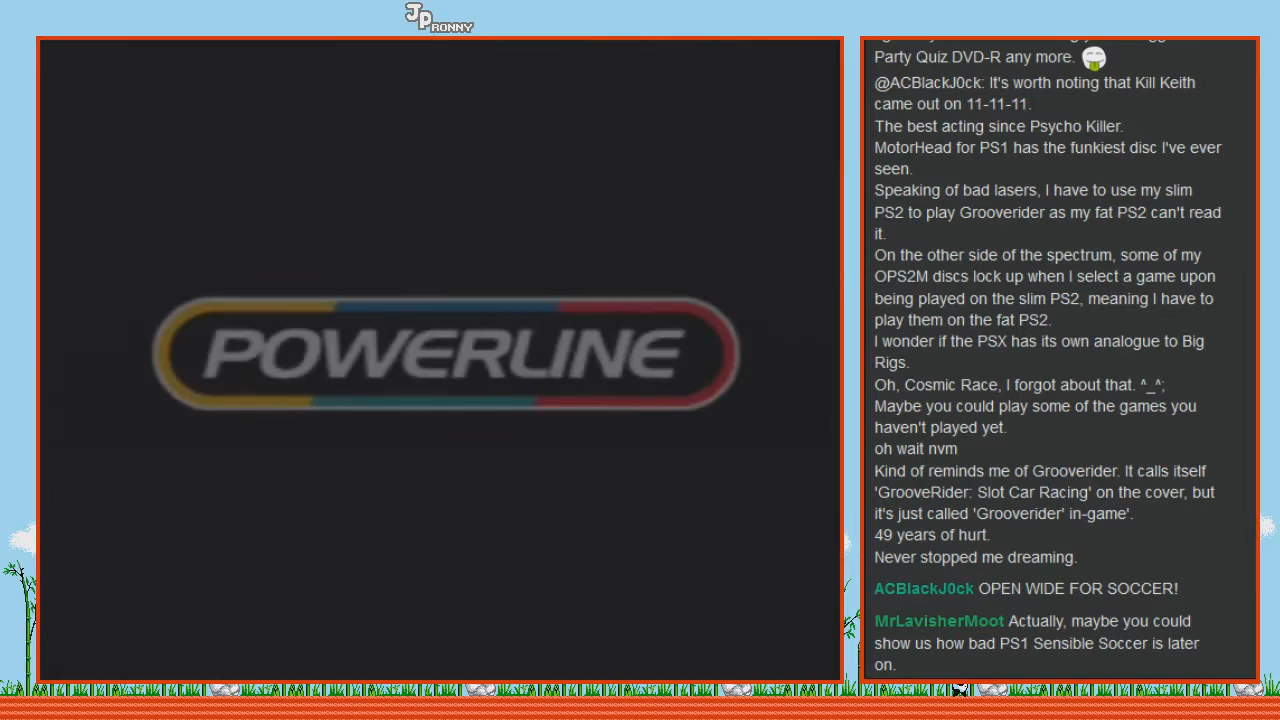 JPRONNY
POWERLINE
Party Quiz DVD-R any more.
@ACBlackJ0ck: It's worth noting that Kill Keith
came out on 11-11-11.
The best acting since Psycho Killer.
MotorHead for PS1 has the funkiest disc I've ever
seen.
Speaking of bad lasers, I have to use my slim
PS2 to play Grooverider as my fat PS2 can't read
it.
On the other side of the spectrum, some of my
OPS2M discs lock up when I select a game upon
being played on the slim PS2, meaning I have to
play them on the fat PS2.
I wonder if the PSX has its own analogue to Big
Rigs.
Oh, Cosmic Race, I forgot about that. ^_^;
Maybe you could play some of the games you
haven't played yet.
oh wait nvm
Kind of reminds me of Grooverider. It calls itself
'GrooveRider: Slot Car Racing' on the cover, but
it's just called 'Grooverider' in-game'.
49 years of hurt.
Never stopped me dreaming.
ACBlackJ0ck OPEN WIDE FOR SOCCER!
MrLavisherMoot Actually, maybe you could
show us how bad PS1 Sensible Soccer is later
on.